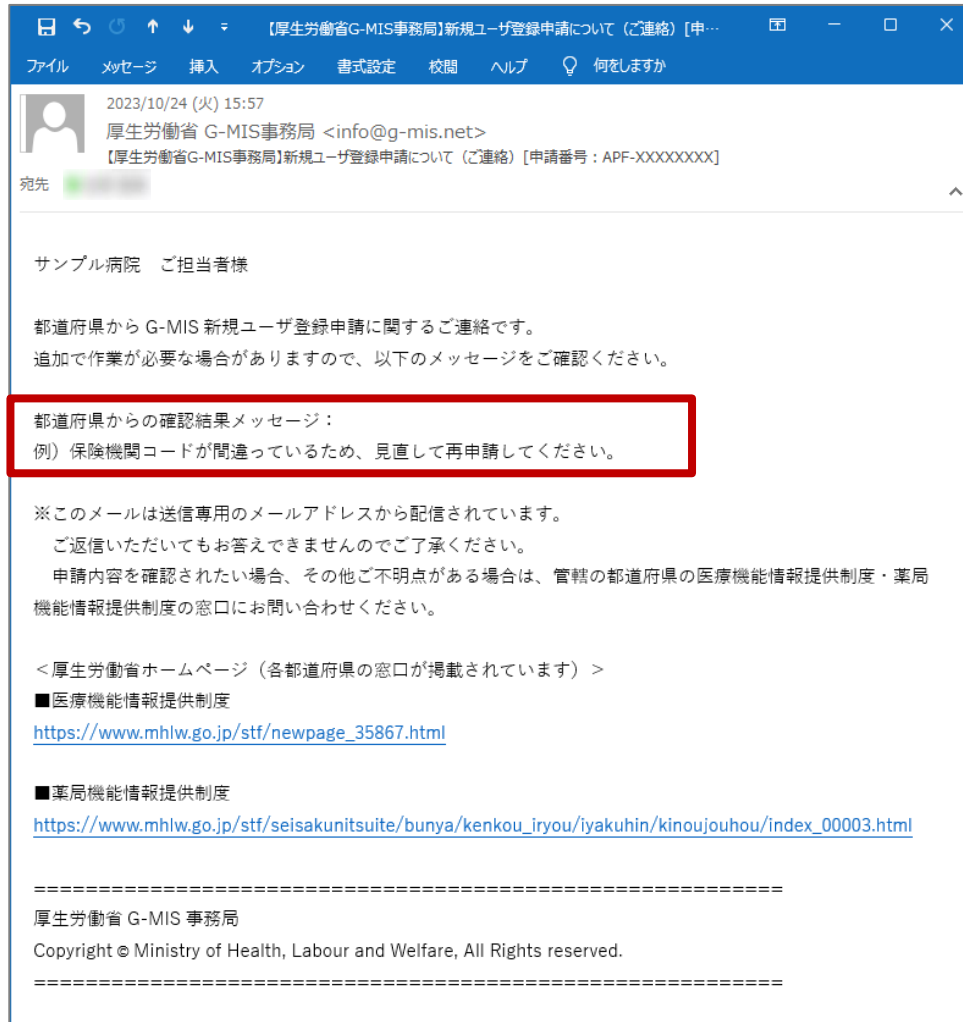 【厚生労働省G-MIS事務局】新規ユーザ登録申請について（ご連絡）[申…
ファイル メッセージ 挿入 オプション 書式設定 校閲 ヘルプ 何をしますか
2023/10/24 (火) 15:57
厚生労働省 G-MIS事務局 <info@g-mis.net>
【厚生労働省G-MIS事務局】新規ユーザ登録申請について（ご連絡）[申請番号：APF-XXXXXXXX]
宛先
サンプル病院　ご担当者様
都道府県から G-MIS 新規ユーザ登録申請に関するご連絡です。
追加で作業が必要な場合がありますので、以下のメッセージをご確認ください。
都道府県からの確認結果メッセージ：
例）保険機関コードが間違っているため、見直して再申請してください。
※このメールは送信専用のメールアドレスから配信されています。
ご返信いただいてもお答えできませんのでご了承ください。
申請内容を確認されたい場合、その他ご不明点がある場合は、管轄の都道府県の医療機能情報提供制度・薬局
機能情報提供制度の窓口にお問い合わせください。
＜厚生労働省ホームページ（各都道府県の窓口が掲載されています）＞
■医療機能情報提供制度
https://www.mhlw.go.jp/stf/newpage_35867.html
■薬局機能情報提供制度
https://www.mhlw.go.jp/stf/seisakunitsuite/bunya/kenkou_iryou/iyakuhin/kinoujouhou/index_00003.html
==========================================================
厚生労働省 G-MIS 事務局
Copyright © Ministry of Health, Labour and Welfare, All Rights reserved.
==========================================================